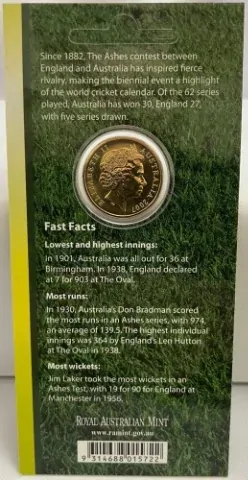 Since 1882, The Ashes contest between
England and Australia has inspired fierce
rivalry, making the biennial event a highlight
of the world cricket calendar. Of the 62 series
played, Australia has won 30, England 27,
with five series drawn.
ELIZABETH II AUSTRALIA 2007
Fast Facts
Lowest and highest innings:
In 1901, Australia was all out for 36 at
Birmingham. In 1938, England declared
at 7 for 903 at The Oval.
Most runs:
In 1930, Australia's Don Bradman scored
the most runs in an Ashes series, with 974,
an average of 139.5. The highest individual
innings was 364 by England's Len Hutton
at The Oval in 1938.
Most wickets:
Jim Laker took the most wickets in an
Ashes Test, with 19 for 90 for England at
Manchester in 1956.
ROYAL AUSTRALIAN MINT
www.ramint.gov.au
9 314688 015722